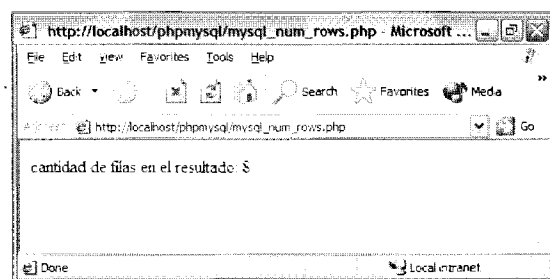 http://localhost/phpmysql/mysql_num_rows.php - Microsoft ...
File Edit View Favorites Tools Help
Back Search Favorites Media »
Address http://localhost/phpmysql/mysql_num_rows.php Go
cantidad de filas en el resultado: 8
Done Local intranet